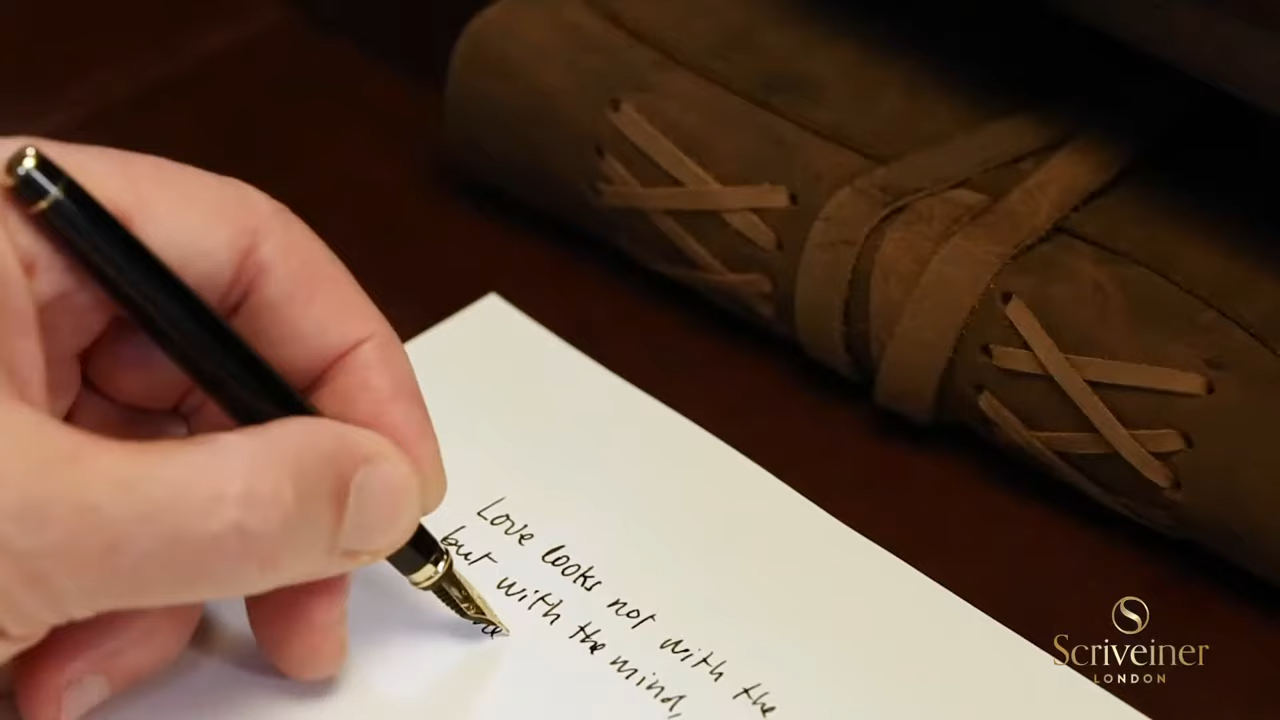 Love looks not with the
but with the mind,
Scriveiner
LONDON